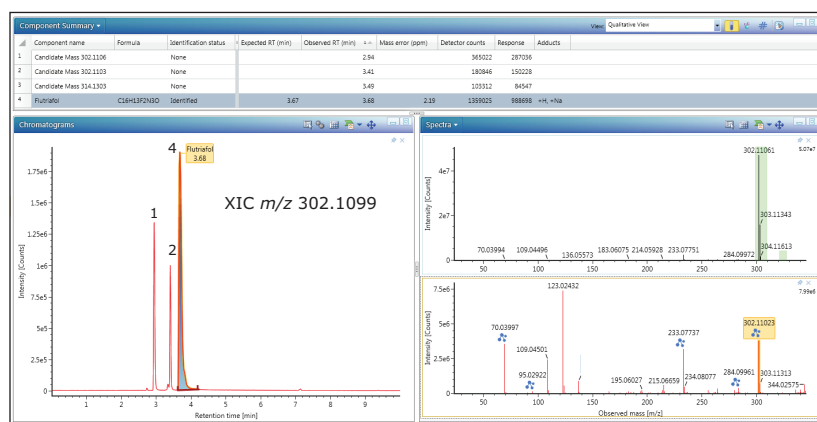 Component Summary
View: Qualitative View
Component name Formula Identification status Expected RT (min) Observed RT (min) Mass error (ppm) Detector counts Response Adducts
1 Candidate Mass 302.1106 None 2.94 365022 287036
2 Candidate Mass 302.1103 None 3.41 180846 150228
3 Candidate Mass 314.1303 None 3.49 103312 84547
4 Flutriafol C16H13F2N3O Identified 3.67 3.68 2.19 1359025 988698 +H, +Na
Chromatograms
4
Flutriafol
3.68
XIC m/z 302.1099
1
2
Intensity [Counts]
1.75e6
1.5e6
1.25e6
1e6
7.5e5
5e5
2.5e5
0
1 2 3 4 5 6 7 8 9
Retention time [min]
Spectra
302.11061
5.07e7
Intensity [Counts]
4e7
2e7
0
303.11343
304.11613
70.03994 109.04496 136.05573 183.06075 214.05928 233.07751 284.09972
50 100 150 200 250 300
7.99e6
Intensity [Counts]
7.5e6
5e6
2.5e6
0
123.02432
302.11023
70.03997
233.07737
109.04501
95.02922
195.06027 215.06659 234.08077 284.09961 303.11313
344.02575
50 100 150 200 250 300
Observed mass [m/z]